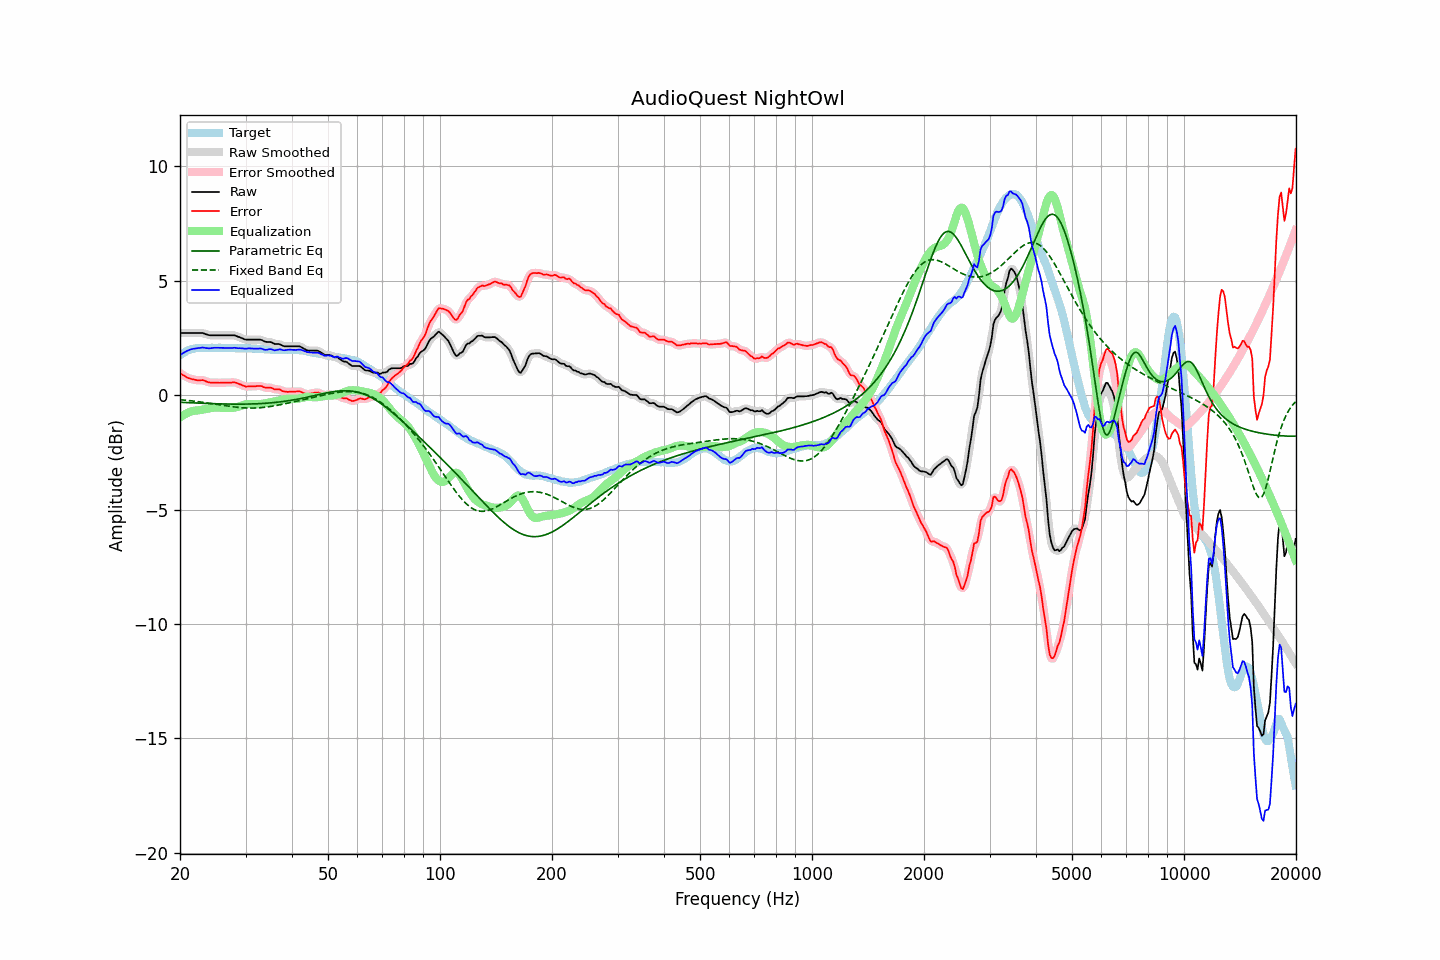 AudioQuest NightOwl
Target
Raw Smoothed
Error Smoothed
Raw
Error
Equalization
Parametric Eq
Fixed Band Eq
Equalized
10
5
0
−5
−10
−15
−20
Amplitude (dBr)
20 50 100 200 500 1000 2000 5000 10000 20000
Frequency (Hz)